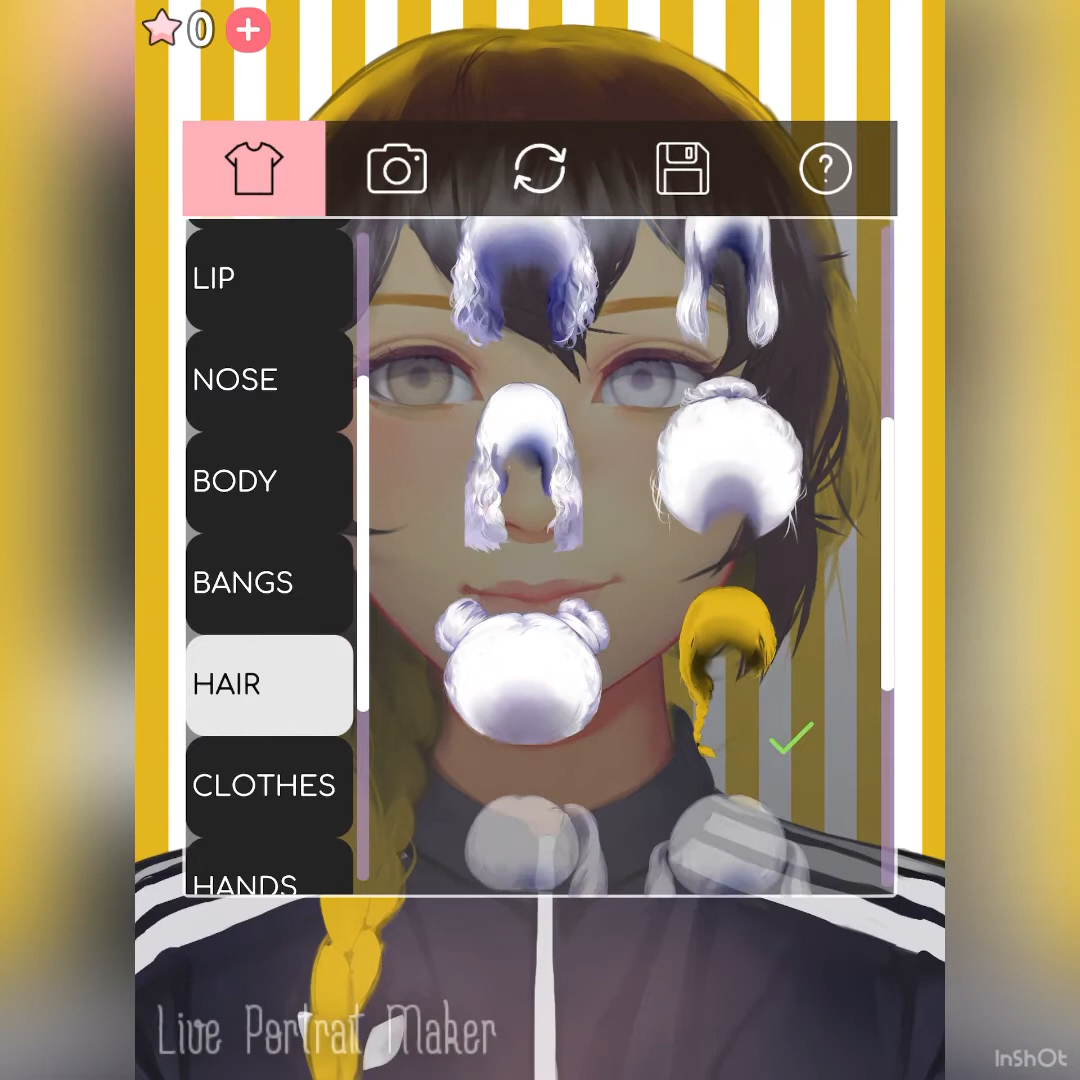 0 +
LIP
NOSE
BODY
BANGS
HAIR
CLOTHES
HANDS
Live Portrait Maker
InShOt